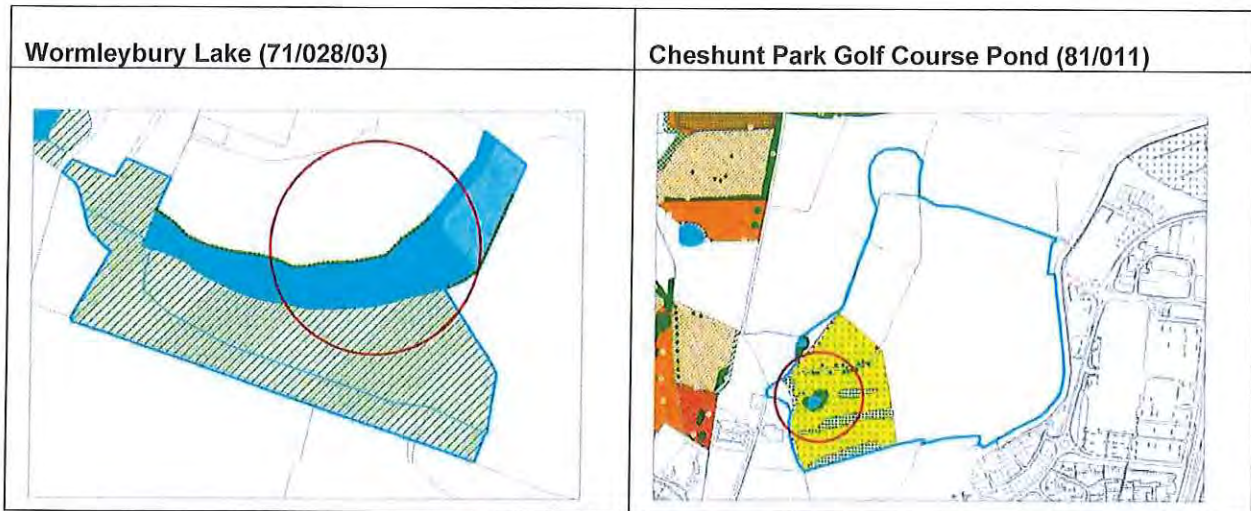 Wormleybury Lake (71/028/03)
Cheshunt Park Golf Course Pond (81/011)